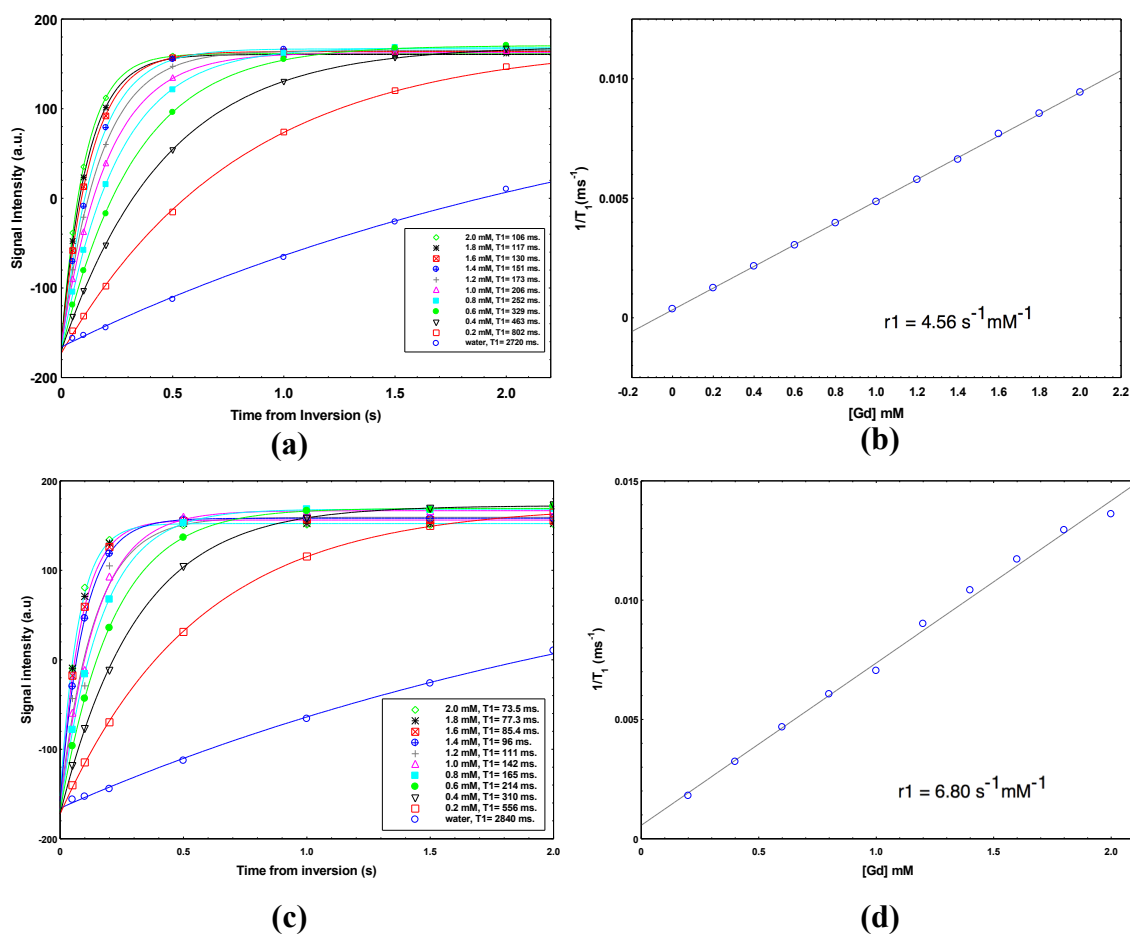 (a)
Signal Intensity (a.u.)
200
100
0
-100
-200
2.0 mM, T1= 106 ms.
1.8 mM, T1= 117 ms.
1.6 mM, T1= 130 ms.
1.4 mM, T1= 151 ms.
1.2 mM, T1= 173 ms.
1.0 mM, T1= 206 ms.
0.8 mM, T1= 252 ms.
0.6 mM, T1= 329 ms.
0.4 mM, T1= 463 ms.
0.2 mM, T1= 802 ms.
water, T1= 2720 ms.
0 0.5 1.0 1.5 2.0
Time from Inversion (s)
(a)
(b)
1/T1(ms-1)
0.010
0.005
0
r1 = 4.56 s-1mM-1
-0.2 0 0.2 0.4 0.6 0.8 1.0 1.2 1.4 1.6 1.8 2.0 2.2
[Gd] mM
(b)
Signal intensity (a.u)
200
100
0
-100
-200
2.0 mM, T1= 73.5 ms.
1.8 mM, T1= 77.3 ms.
1.6 mM, T1= 85.4 ms.
1.4 mM, T1= 96 ms.
1.2 mM, T1= 111 ms.
1.0 mM, T1= 142 ms.
0.8 mM, T1= 165 ms.
0.6 mM, T1= 214 ms.
0.4 mM, T1= 310 ms.
0.2 mM, T1= 556 ms.
water, T1= 2840 ms.
0 0.5 1.0 1.5 2.0
Time from inversion (s)
(c)
1/T1 (ms-1)
0.015
0.010
0.005
0
r1 = 6.80 s-1mM-1
0 0.5 1.0 1.5 2.0
[Gd] mM
(d)